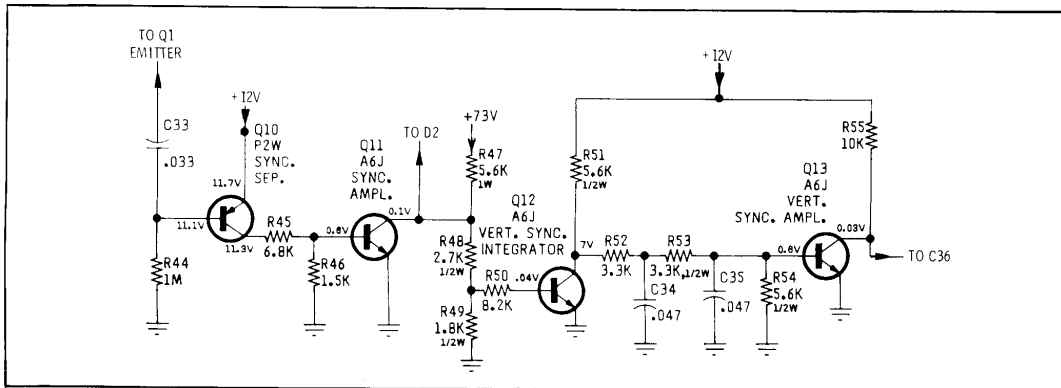 TO Q1
EMITTER
+12V
C33
.033
Q10
P2W
SYNC.
SEP.
11.7V
11.1V
11.3V
R44
1M
R45
6.8K
R46
1.5K
0.6V
Q11
A6J
SYNC.
AMPL.
0.1V
TO D2
+73V
R47
5.6K
1W
R48
2.7K
1/2W
R49
1.8K
1/2W
R50
8.2K
.04V
Q12
A6J
VERT. SYNC.
INTEGRATOR
R51
5.6K
1/2W
7V
+12V
R52
3.3K
R53
3.3K,1/2W
C34
.047
C35
.047
R54
5.6K
1/2W
0.6V
Q13
A6J
VERT.
SYNC. AMPL.
0.03V
R55
10K
TO C36